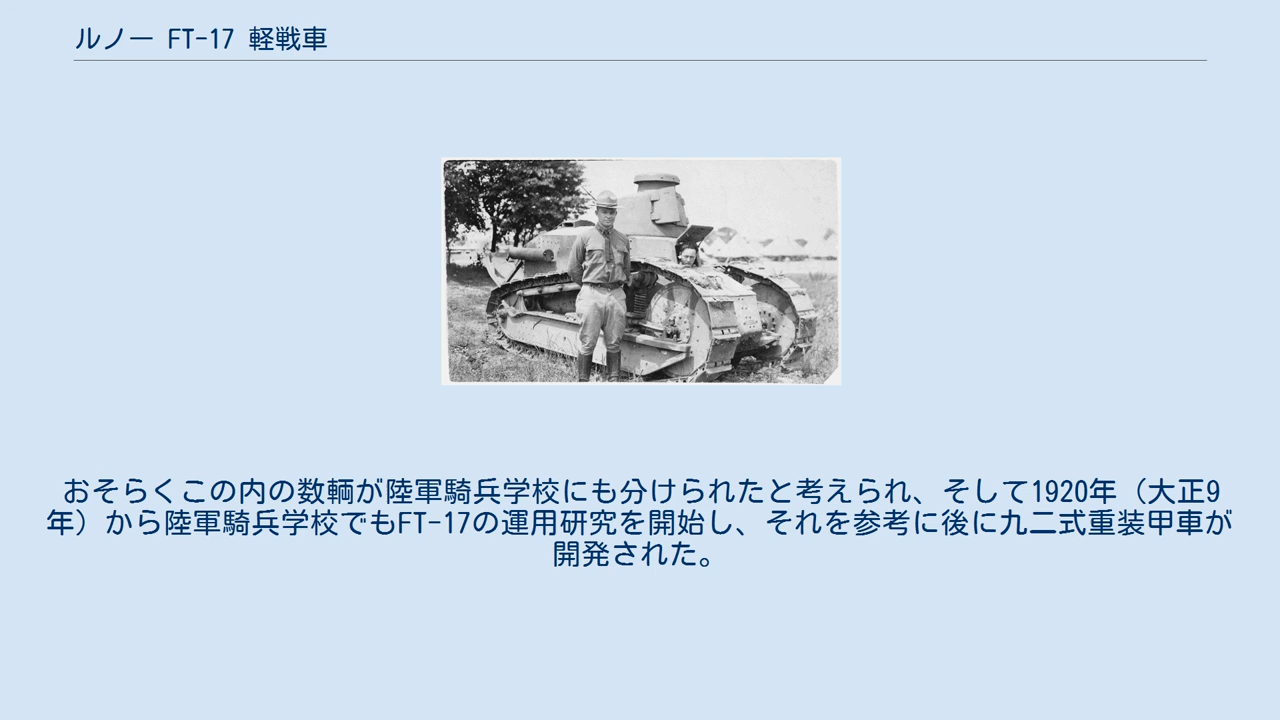 ルノー FT-17 軽戦車
おそらくこの内の数輌が陸軍騎兵学校にも分けられたと考えられ、そして1920年（大正9
年）から陸軍騎兵学校でもFT-17の運用研究を開始し、それを参考に後に九二式重装甲車が
開発された。